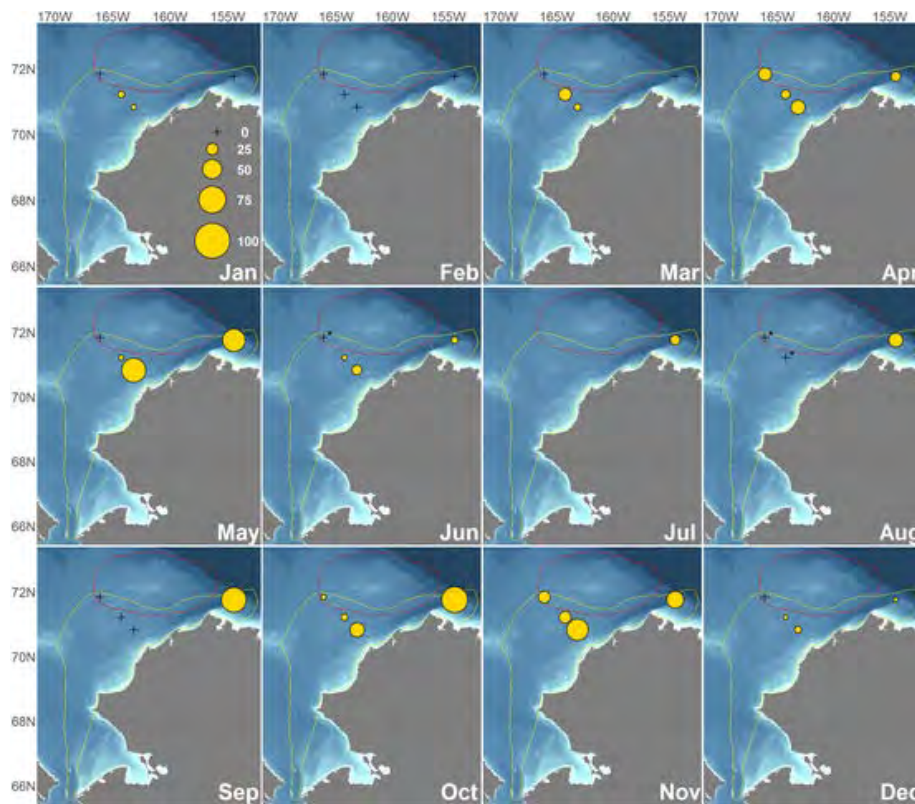 170W 165W 160W 155W 170W 165W 160W 155W 170W 165W 160W 155W 170W 165W 160W 155W
72N
70N
68N
66N
0
25
50
75
100
Jan Feb Mar Apr
72N
70N
68N
66N
May Jun Jul Aug
72N
70N
68N
66N
Sep Oct Nov Dec